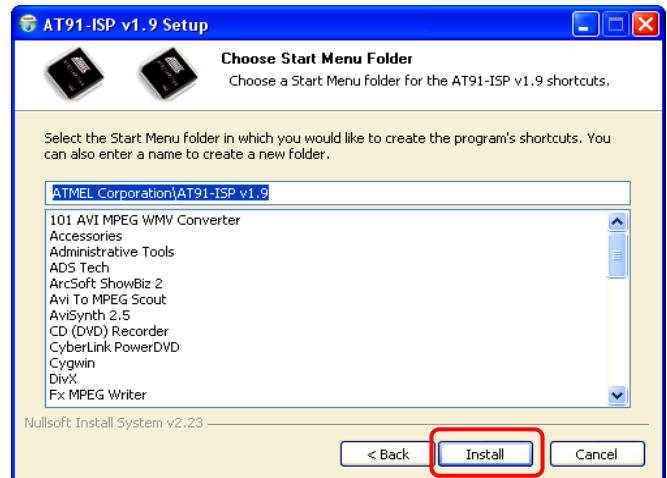 AT91-ISP v1.9 Setup
Choose Start Menu Folder
Choose a Start Menu folder for the AT91-ISP v1.9 shortcuts.
Select the Start Menu folder in which you would like to create the program's shortcuts. You
can also enter a name to create a new folder.
ATMEL Corporation\AT91-ISP v1.9
101 AVI MPEG WMV Converter
Accessories
Administrative Tools
ADS Tech
ArcSoft ShowBiz 2
Avi To MPEG Scout
AviSynth 2.5
CD (DVD) Recorder
CyberLink PowerDVD
Cygwin
DivX
Fx MPEG Writer
Nullsoft Install System v2.23
< Back
Install
Cancel